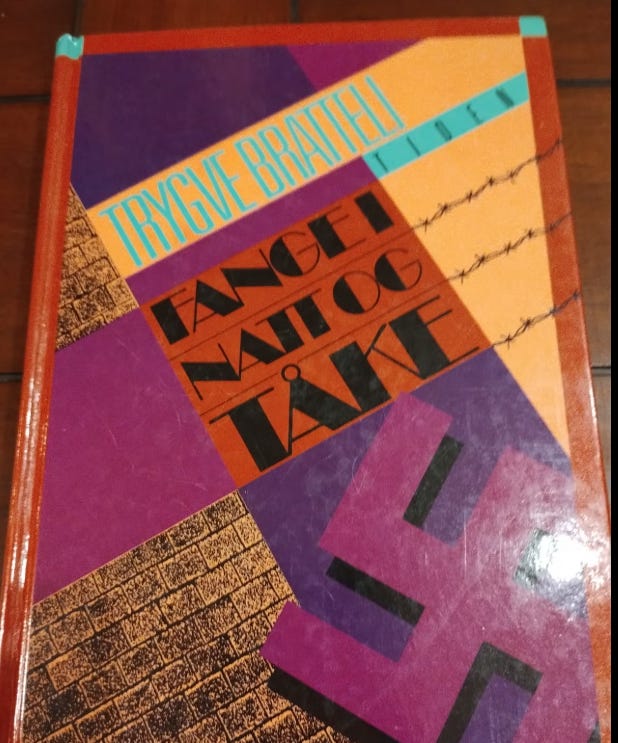 TRYGVE BRATTELI
TIDEN
FANGE I
NATT OG
TÅKE